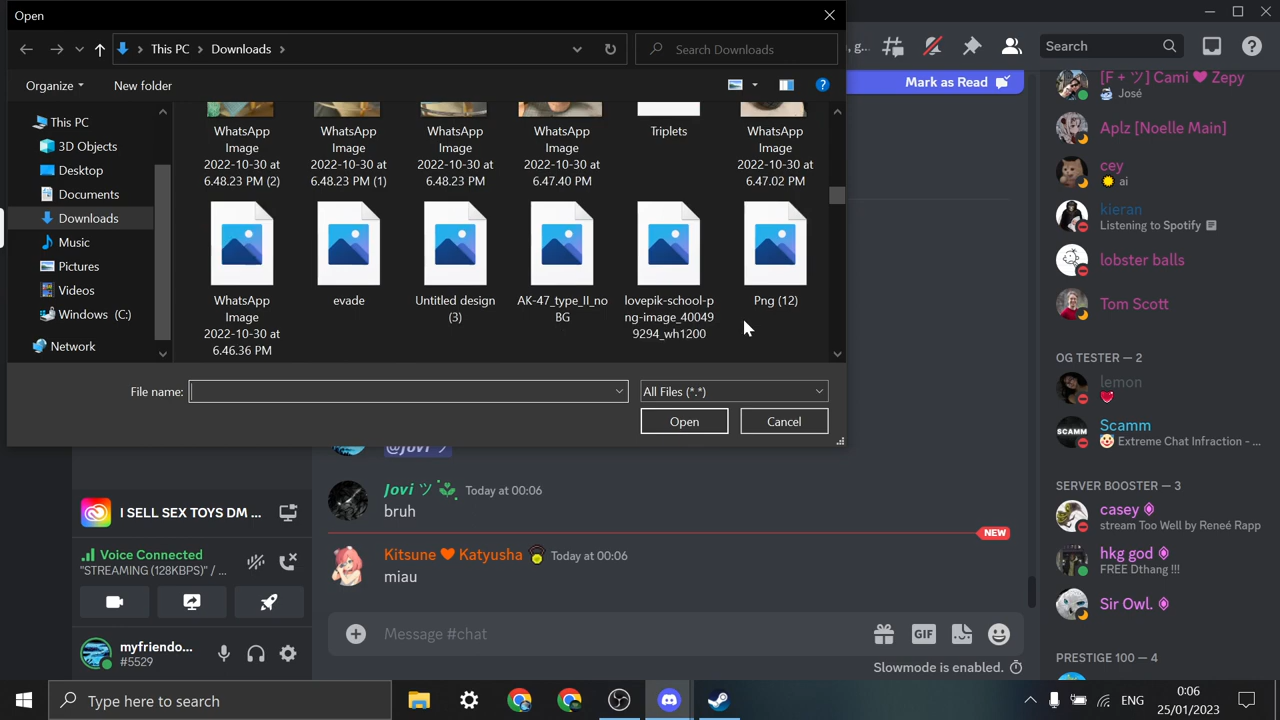 Open
This PC
Downloads
Search Downloads
Organize
New folder
This PC
3D Objects
Desktop
Documents
Downloads
Music
Pictures
Videos
Windows (C:)
Network
WhatsApp
Image
2022-10-30 at
6.48.23 PM (2)
WhatsApp
Image
2022-10-30 at
6.48.23 PM (1)
WhatsApp
Image
2022-10-30 at
6.48.23 PM
WhatsApp
Image
2022-10-30 at
6.47.40 PM
Triplets
WhatsApp
Image
2022-10-30 at
6.47.02 PM
WhatsApp
Image
2022-10-30 at
6.46.36 PM
evade
Untitled design
(3)
AK-47_type_II_no
BG
lovepik-school-p
ng-image_40049
9294_wh1200
Png (12)
File name:
All Files (*.*)
Open
Cancel
, g...
Search
Mark as Read
@Jovi ツ
Jovi ツ Today at 00:06
bruh
NEW
Kitsune ❤ Katyusha Today at 00:06
miau
Message #chat
GIF
Slowmode is enabled.
I SELL SEX TOYS DM ...
Voice Connected
"STREAMING (128KBPS)" / ...
myfriendo...
#5529
[F + ツ] Cami ❤ Zepy
José
Aplz [Noelle Main]
cey
ai
kieran
Listening to Spotify
lobster balls
Tom Scott
OG TESTER — 2
lemon
SCAMM
Scamm
🤡 Extreme Chat Infraction - ...
SERVER BOOSTER — 3
casey
stream Too Well by Reneé Rapp
hkg god
FREE Dthang !!!
Sir Owl.
PRESTIGE 100 — 4
Type here to search
ENG
0:06
25/01/2023